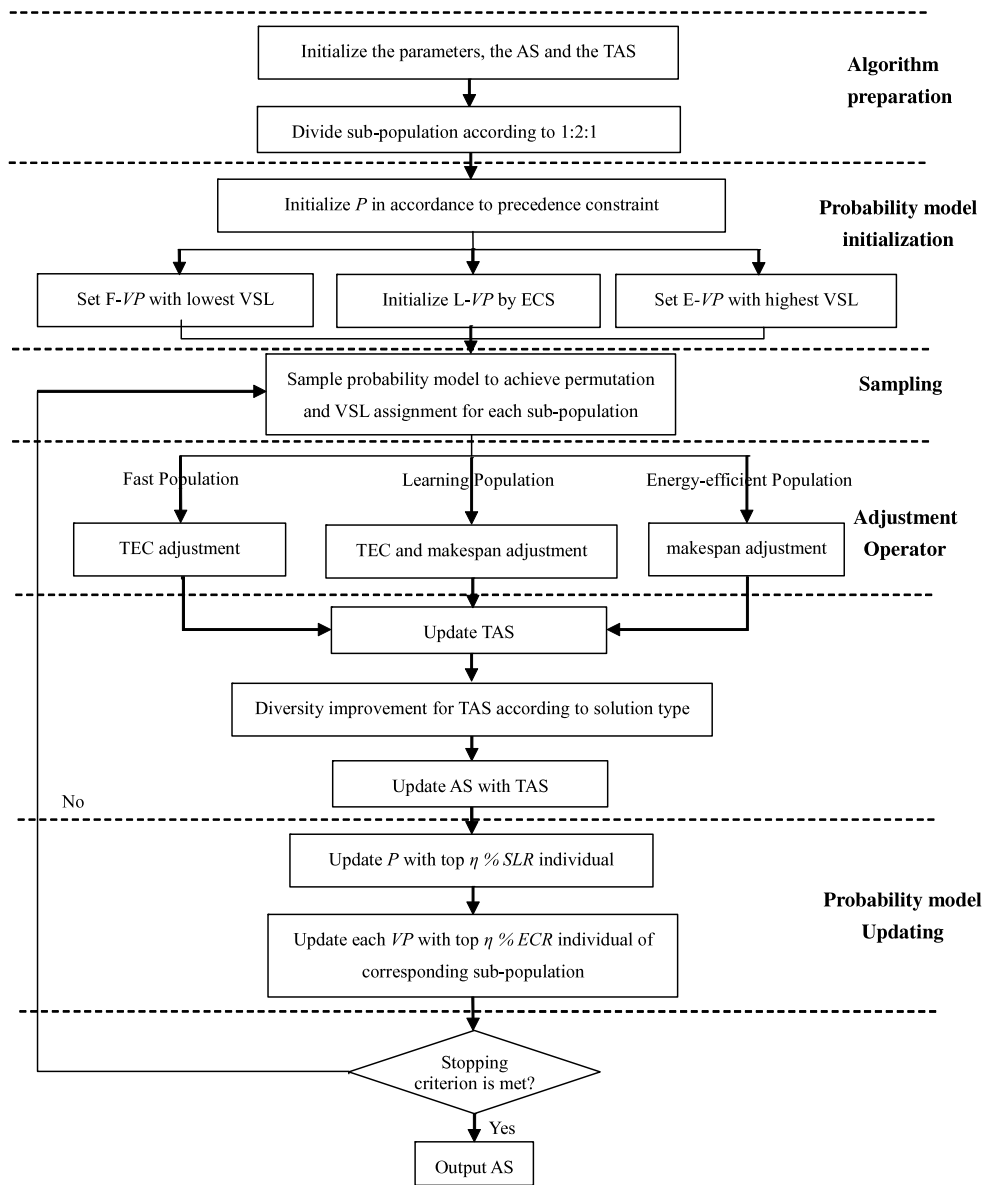 Initialize the parameters, the AS and the TAS
Algorithm
preparation
Divide sub-population according to 1:2:1
Initialize P in accordance to precedence constraint
Probability model
initialization
Set F-VP with lowest VSL
Initialize L-VP by ECS
Set E-VP with highest VSL
Sample probability model to achieve permutation
and VSL assignment for each sub-population
Sampling
Fast Population
Learning Population
Energy-efficient Population
Adjustment
Operator
TEC adjustment
TEC and makespan adjustment
makespan adjustment
Update TAS
Diversity improvement for TAS according to solution type
Update AS with TAS
No
Update P with top η % SLR individual
Probability model
Updating
Update each VP with top η % ECR individual of
corresponding sub-population
Stopping
criterion is met?
Yes
Output AS